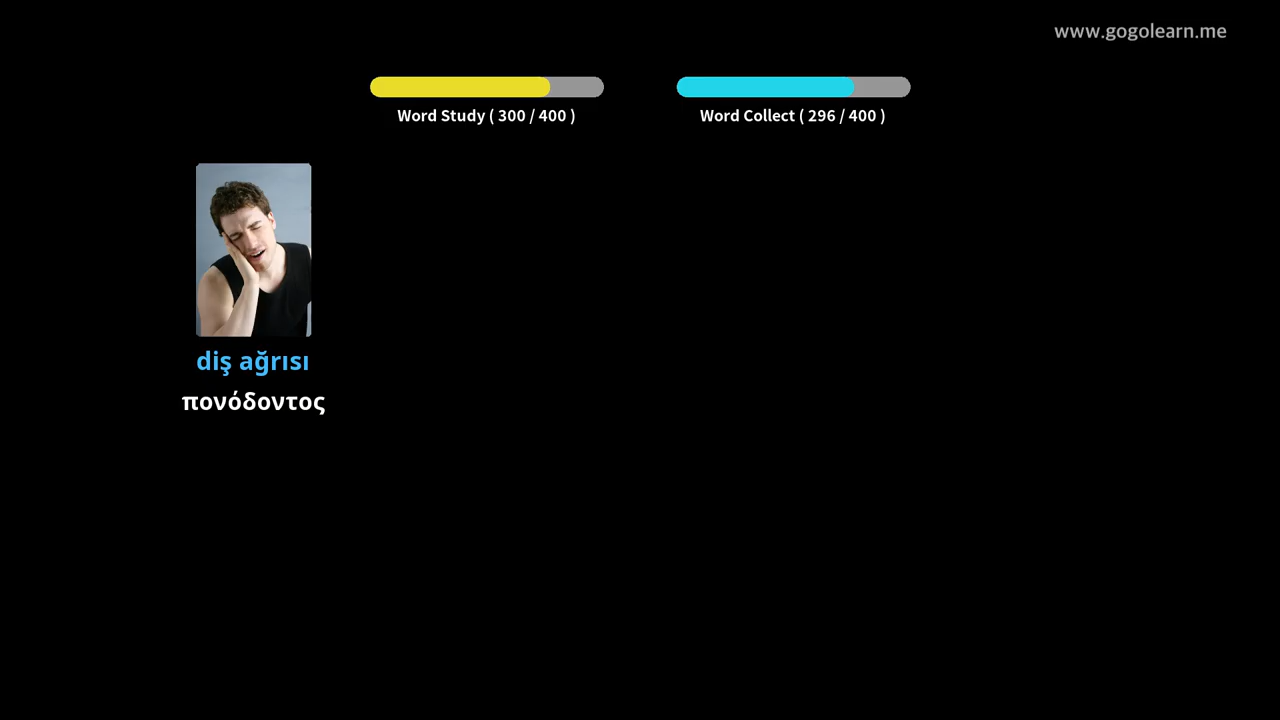 www.gogolearn.me
Word Study ( 300 / 400 )
Word Collect ( 296 / 400 )
diş ağrısı
πονόδοντος